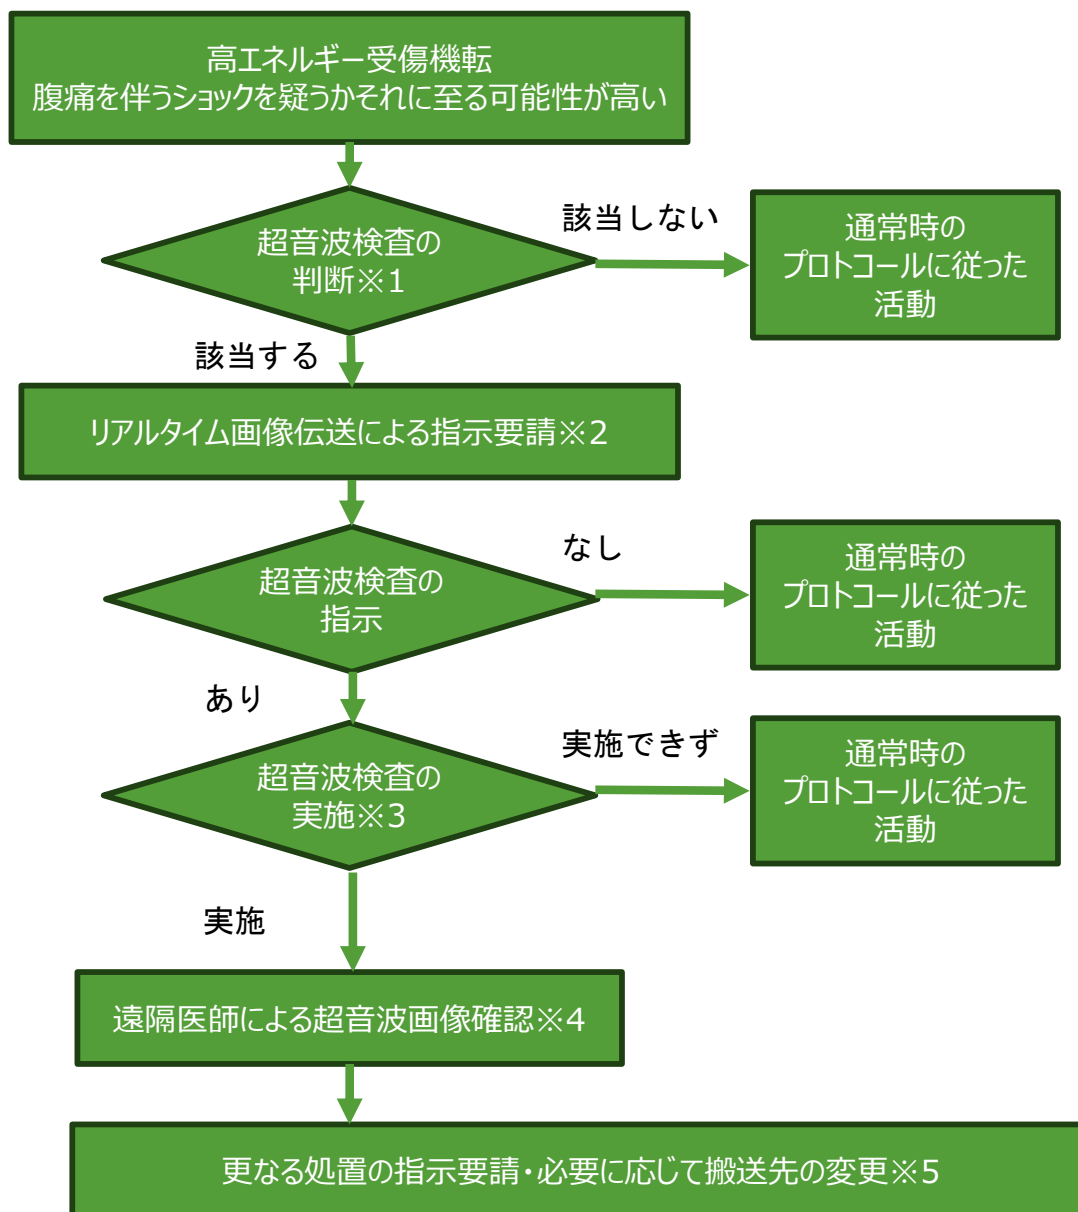 高エネルギー受傷機転
腹痛を伴うショックを疑うかそれに至る可能性が高い
超音波検査の
判断※1
該当しない
通常時の
プロトコールに従った
活動
該当する
リアルタイム画像伝送による指示要請※2
超音波検査の
指示
なし
通常時の
プロトコールに従った
活動
あり
超音波検査の
実施※3
実施できず
通常時の
プロトコールに従った
活動
実施
遠隔医師による超音波画像確認※4
更なる処置の指示要請・必要に応じて搬送先の変更※5